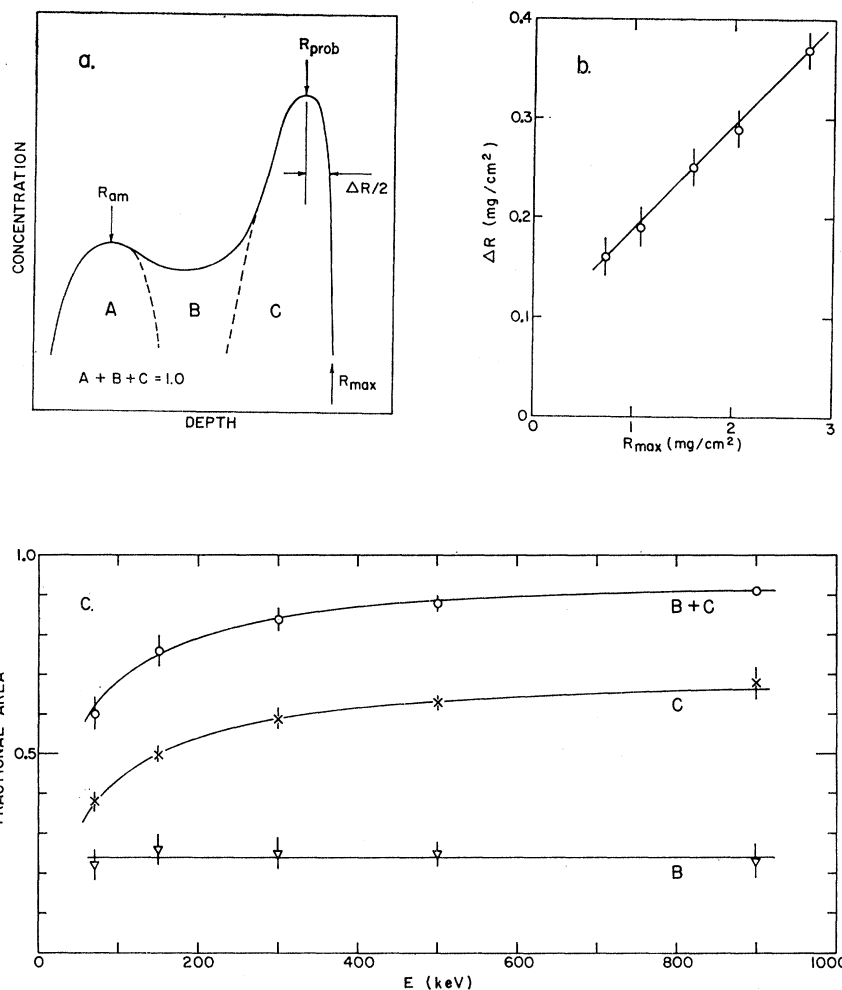 a.
R_prob
R_am
ΔR/2
A
B
C
A + B + C = 1.0
R_max
CONCENTRATION
DEPTH
b.
0.4
0.3
0.2
0.1
0
ΔR (mg/cm²)
0
1
2
3
R_max (mg/cm²)
C.
1.0
0.5
FRACTIONAL AREA
B + C
C
B
0
200
400
600
800
1000
E (keV)